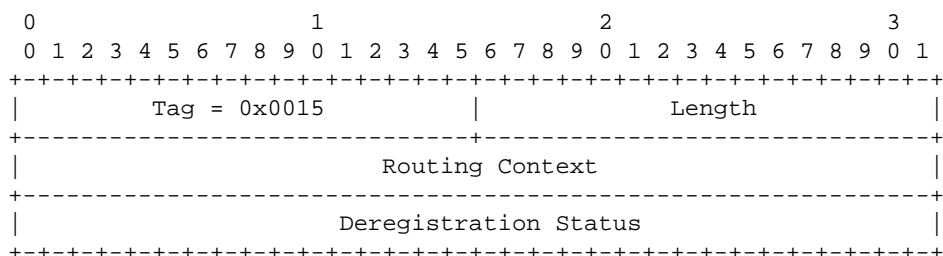 0                   1                   2                   3
 0 1 2 3 4 5 6 7 8 9 0 1 2 3 4 5 6 7 8 9 0 1 2 3 4 5 6 7 8 9 0 1
+-+-+-+-+-+-+-+-+-+-+-+-+-+-+-+-+-+-+-+-+-+-+-+-+-+-+-+-+-+-+-+-+
|         Tag = 0x0015          |             Length            |
+-------------------------------+-------------------------------+
|                         Routing Context                       |
+---------------------------------------------------------------+
|                      Deregistration Status                    |
+-+-+-+-+-+-+-+-+-+-+-+-+-+-+-+-+-+-+-+-+-+-+-+-+-+-+-+-+-+-+-+-+